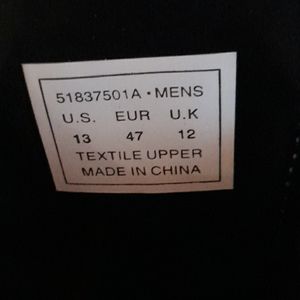 51837501A • MENS
U.S. EUR U.K
13 47 12
TEXTILE UPPER
MADE IN CHINA